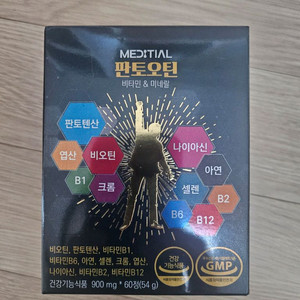 MEDITIAL
판토오틴
비타민 & 미네랄
판토텐산
나이아신
엽산
비오틴
아연
B1
크롬
셀렌
B2
B6
B12
비오틴, 판토텐산, 비타민B1,
비타민B6, 아연, 셀렌, 크롬, 엽산,
나이아신, 비타민B2, 비타민B12
건강기능식품 900 mg * 60정(54 g)
건강
기능식품
GMP